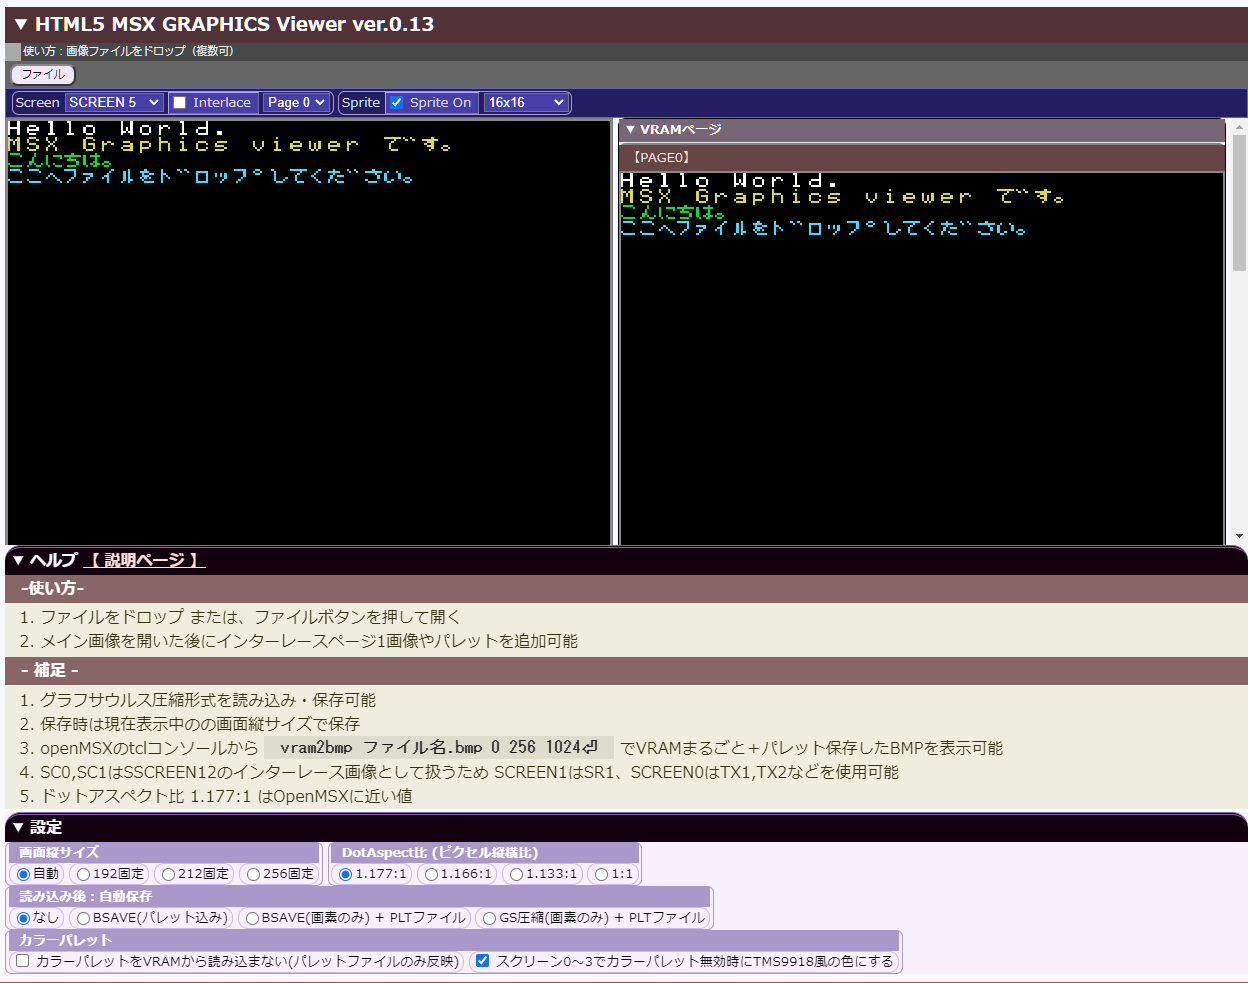 ▼ HTML5 MSX GRAPHICS Viewer ver.0.13
使い方：画像ファイルをドロップ（複数可）
ファイル
Screen SCREEN 5 Interlace Page 0 Sprite Sprite On 16x16
Hello World.
MSX Graphics viewer で゛す。
こんにちは。
ここへファイルをト゛ロッフ゜してくた゛さい。
▼ VRAMページ
【PAGE0】
Hello World.
MSX Graphics viewer て゛す。
こんにちは。
ここへファイルをト゛ロッフ゜してくた゛さい。
▼ ヘルプ 【 説明ページ 】
-使い方-
1. ファイルをドロップ または、ファイルボタンを押して開く
2. メイン画像を開いた後にインターレースページ1画像やパレットを追加可能
- 補足 -
1. グラフサウルス圧縮形式を読み込み・保存可能
2. 保存時は現在表示中のの画面縦サイズで保存
3. openMSXのtclコンソールから vram2bmp ファイル名.bmp 0 256 1024⏎ でVRAMまるごと＋パレット保存したBMPを表示可能
4. SC0,SC1はSSCREEN12のインターレース画像として扱うため SCREEN1はSR1、SCREEN0はTX1,TX2などを使用可能
5. ドットアスペクト比 1.177:1 はOpenMSXに近い値
▼ 設定
画面縦サイズ
自動 192固定 212固定 256固定
DotAspect比 (ピクセル縦横比)
1.177:1 1.166:1 1.133:1 1:1
読み込み後：自動保存
なし BSAVE(パレット込み) BSAVE(画素のみ) + PLTファイル GS圧縮(画素のみ) + PLTファイル
カラーパレット
カラーパレットをVRAMから読み込まない(パレットファイルのみ反映) スクリーン0～3でカラーパレット無効時にTMS9918風の色にする